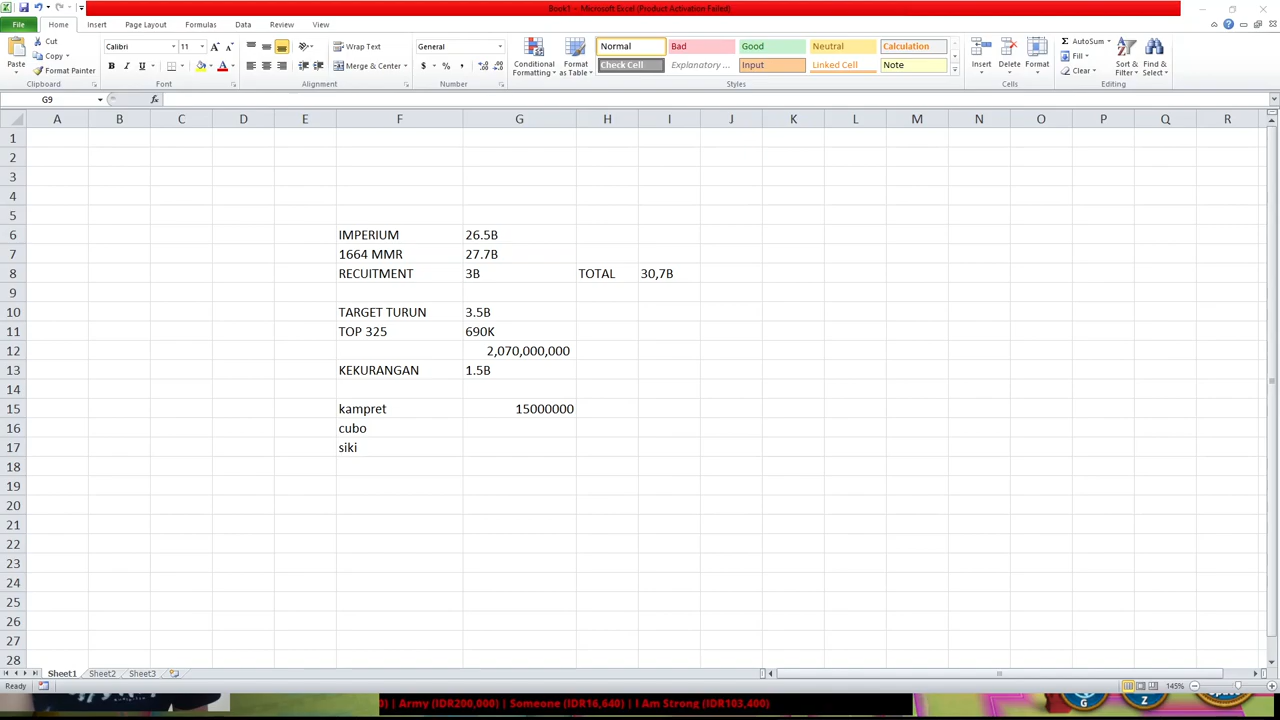 Book1 - Microsoft Excel (Product Activation Failed)
File Home Insert Page Layout Formulas Data Review View
Paste Cut Copy Format Painter Clipboard
Calibri 11 B I U A A A Font
Wrap Text Merge & Center Alignment
General $ % , Number
Conditional Formatting Format as Table
Normal Bad Good Neutral Calculation
Check Cell Explanatory ... Input Linked Cell Note
Styles
Insert Delete Format Cells
AutoSum Fill Clear Sort & Filter Find & Select Editing
G9 fx
A B C D E F G H I J K L M N O P Q R
1
2
3
4
5
6 IMPERIUM 26.5B
7 1664 MMR 27.7B
8 RECUITMENT 3B TOTAL 30,7B
9
10 TARGET TURUN 3.5B
11 TOP 325 690K
12 2,070,000,000
13 KEKURANGAN 1.5B
14
15 kampret 15000000
16 cubo
17 siki
18
19
20
21
22
23
24
25
26
27
28
Sheet1 Sheet2 Sheet3
Ready 145%
) | Army (IDR200,000) | Someone (IDR16,640) | I Am Strong (IDR103,400)
G Z